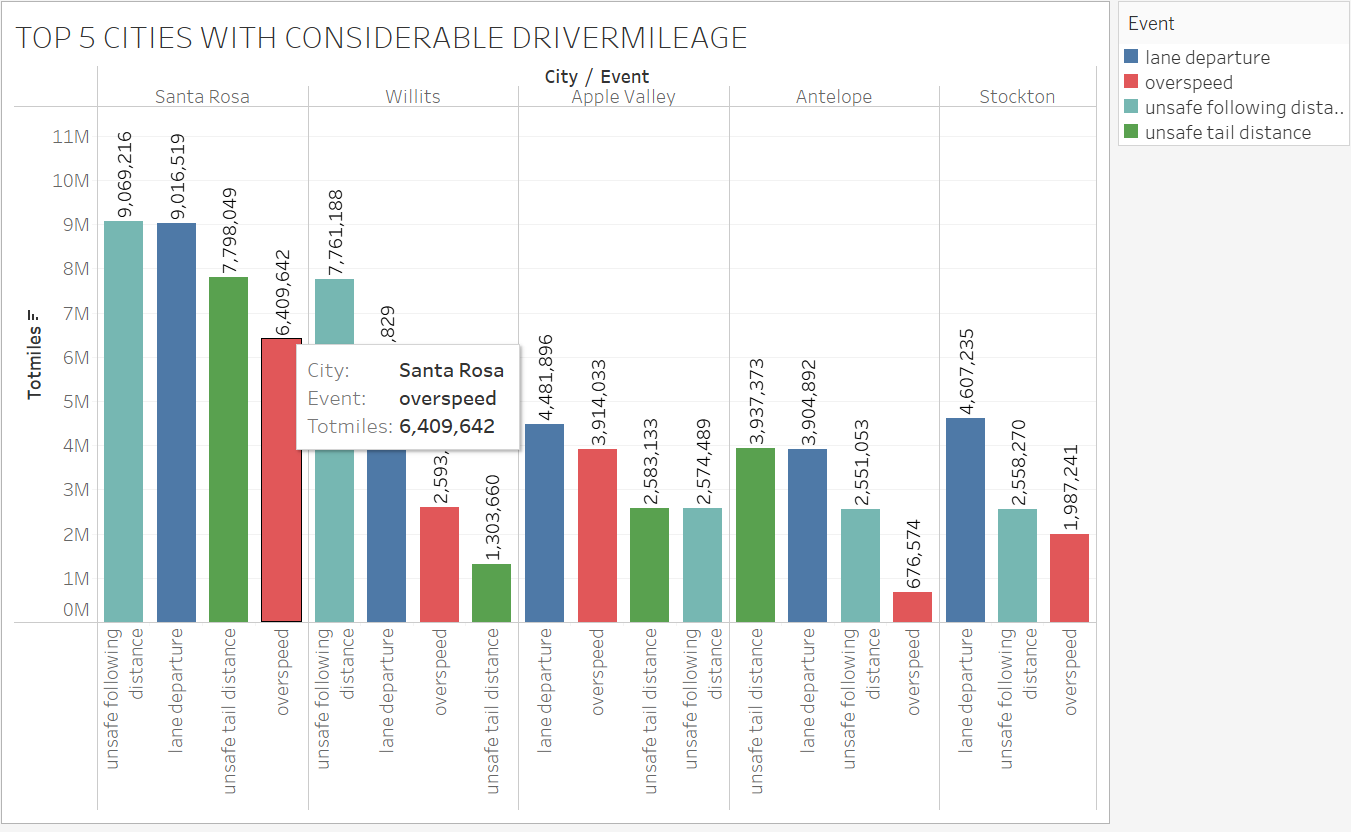 TOP 5 CITIES WITH CONSIDERABLE DRIVERMILEAGE
City / Event
Santa Rosa
Willits
Apple Valley
Antelope
Stockton
Totmiles
11M
10M
9M
8M
7M
6M
5M
4M
3M
2M
1M
0M
9,069,216
9,016,519
7,798,049
6,409,642
7,761,188
,829
2,593,
1,303,660
4,481,896
3,914,033
2,583,133
2,574,489
3,937,373
3,904,892
2,551,053
676,574
4,607,235
2,558,270
1,987,241
City: Santa Rosa
Event: overspeed
Totmiles: 6,409,642
unsafe following
distance
lane departure
unsafe tail distance
overspeed
unsafe following
distance
lane departure
overspeed
unsafe tail distance
lane departure
overspeed
unsafe tail distance
unsafe following
distance
unsafe tail distance
lane departure
unsafe following
distance
overspeed
lane departure
unsafe following
distance
overspeed
Event
lane departure
overspeed
unsafe following dista..
unsafe tail distance